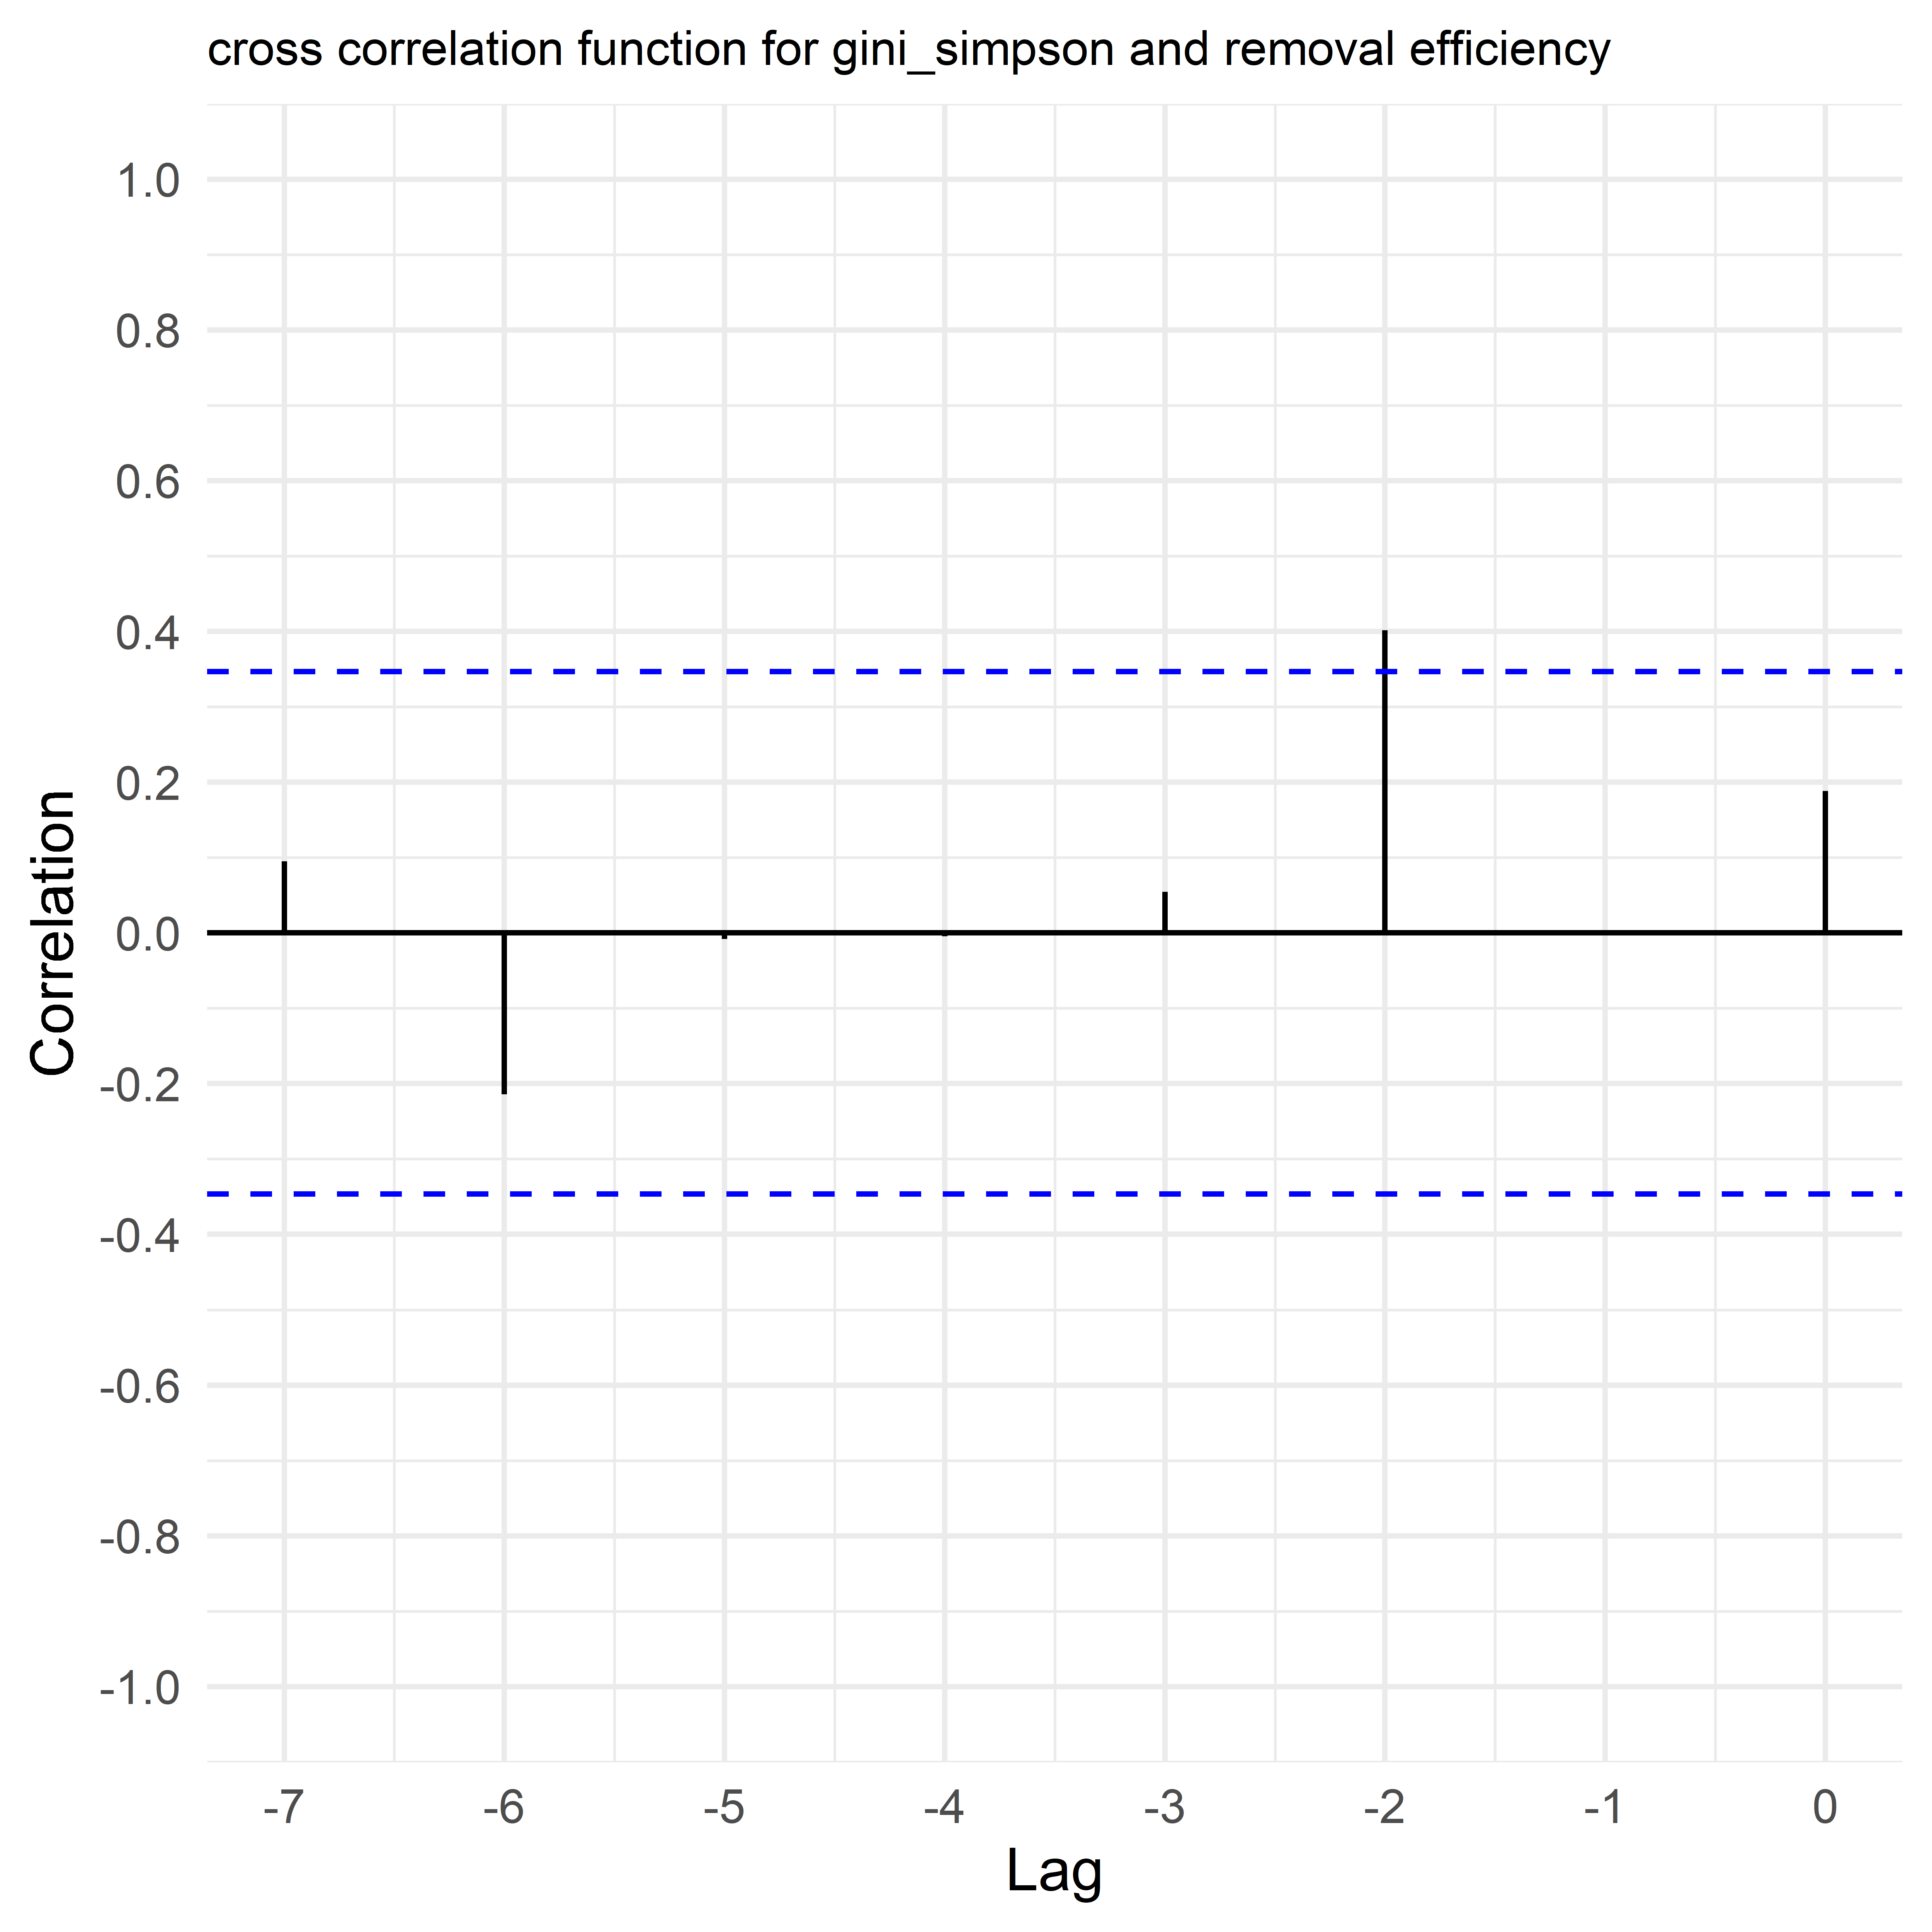 cross correlation function for gini_simpson and removal efficiency
1.0
0.8
0.6
0.4
0.2
0.0
-0.2
-0.4
-0.6
-0.8
-1.0
Correlation
-7 -6 -5 -4 -3 -2 -1 0
Lag